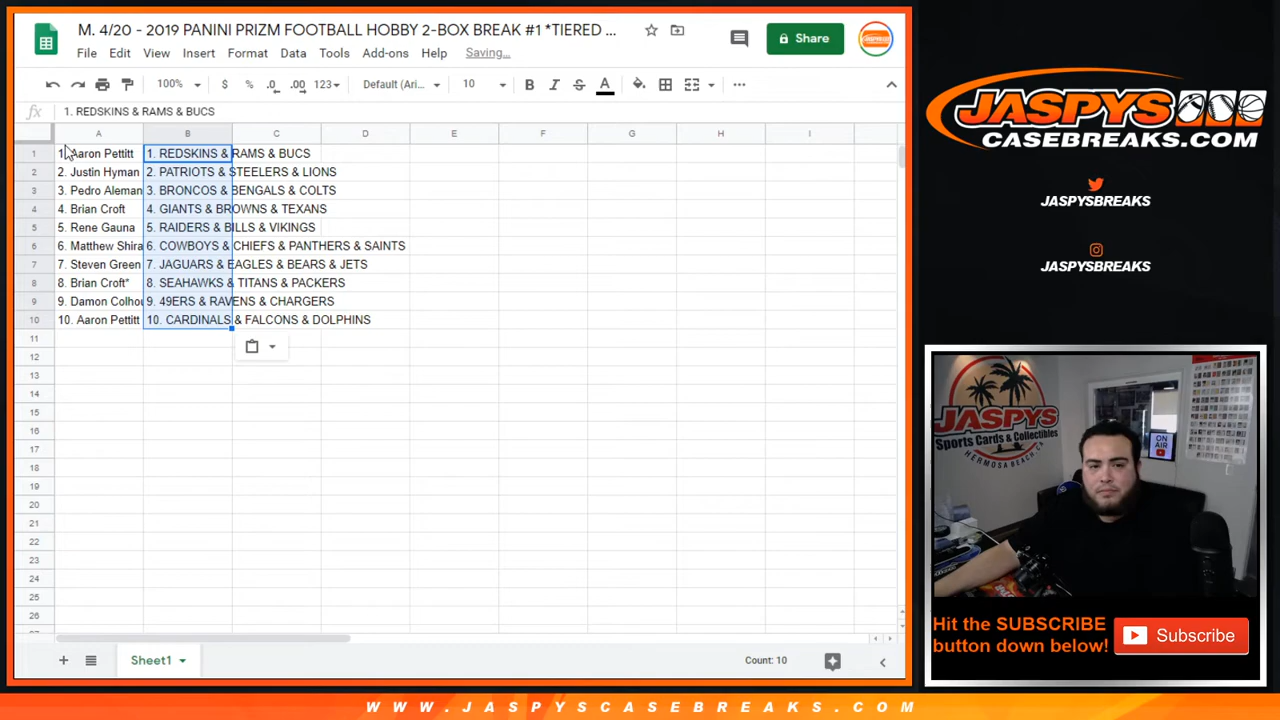 M. 4/20 - 2019 PANINI PRIZM FOOTBALL HOBBY 2-BOX BREAK #1 *TIERED ...
File Edit View Insert Format Data Tools Add-ons Help Saving...
Share
100% $ % .0 .00 123 Default (Ari... 10 B I S A
fx 1. REDSKINS & RAMS & BUCS
A B C D E F G H I
1 1. Aaron Pettitt 1. REDSKINS & RAMS & BUCS
2 2. Justin Hyman 2. PATRIOTS & STEELERS & LIONS
3 3. Pedro Aleman 3. BRONCOS & BENGALS & COLTS
4 4. Brian Croft 4. GIANTS & BROWNS & TEXANS
5 5. Rene Gauna 5. RAIDERS & BILLS & VIKINGS
6 6. Matthew Shira 6. COWBOYS & CHIEFS & PANTHERS & SAINTS
7 7. Steven Green 7. JAGUARS & EAGLES & BEARS & JETS
8 8. Brian Croft* 8. SEAHAWKS & TITANS & PACKERS
9 9. Damon Colhou 9. 49ERS & RAVENS & CHARGERS
10 10. Aaron Pettitt 10. CARDINALS & FALCONS & DOLPHINS
11
12
13
14
15
16
17
18
19
20
21
22
23
24
25
26
Sheet1
Count: 10
JASPYS
CASEBREAKS.COM
JASPYSBREAKS
JASPYSBREAKS
JASPYS
Sports Cards & Collectibles
HERMOSA BEACH
ON
AIR
Hit the SUBSCRIBE
button down below!
Subscribe
WWW.JASPYSCASEBREAKS.COM